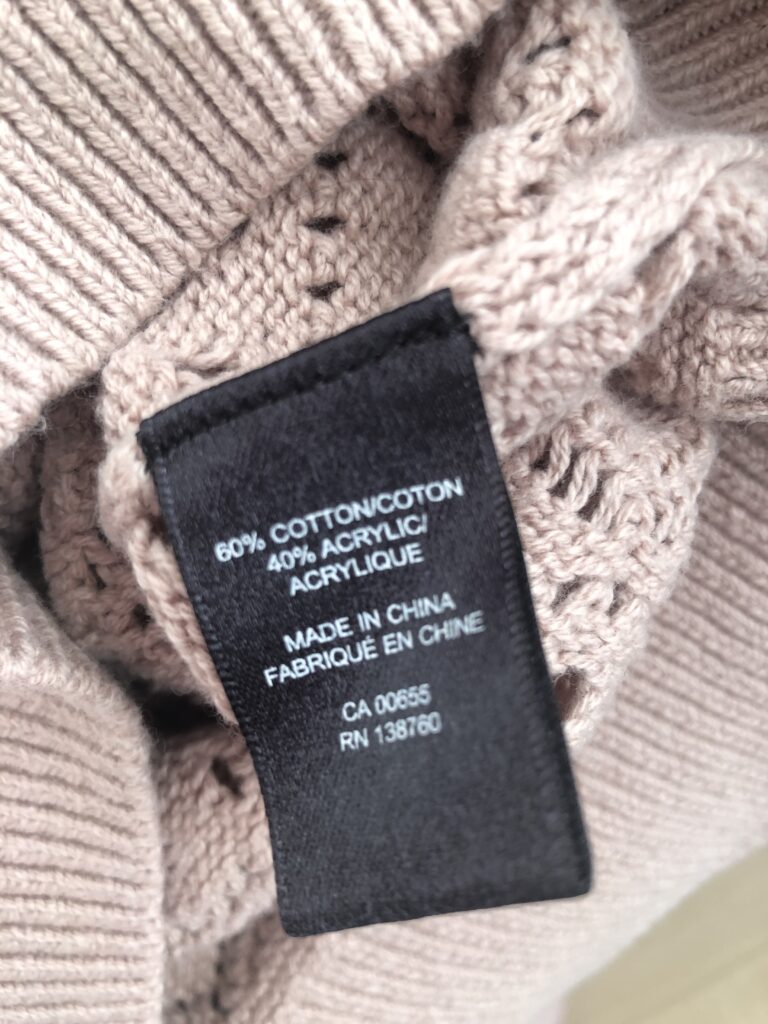 60% COTTON/COTON
40% ACRYLIC/
ACRYLIQUE
MADE IN CHINA
FABRIQUÉ EN CHINE
CA 00655
RN 138760